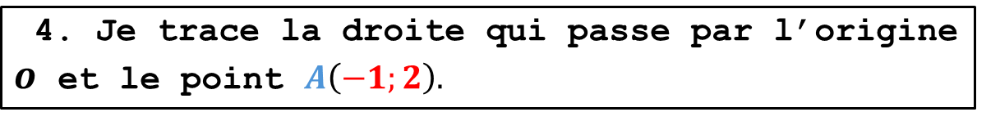 4. Je trace la droite qui passe par l’origine
O et le point A(−1; 2).